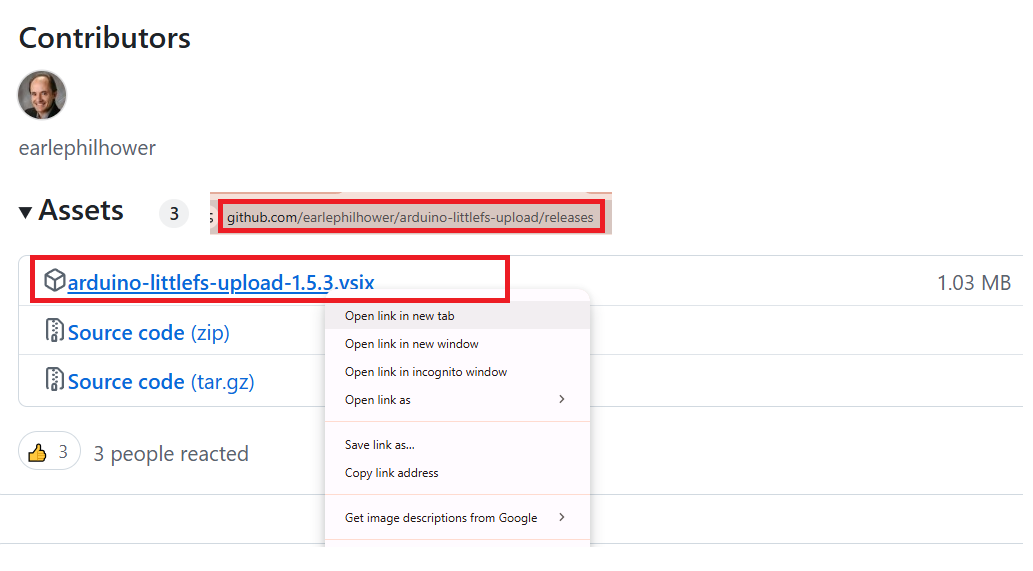 Contributors
earlephilhower
Assets 3
github.com/earlephilhower/arduino-littlefs-upload/releases
arduino-littlefs-upload-1.5.3.vsix 1.03 MB
Source code (zip)
Source code (tar.gz)
3 3 people reacted
Open link in new tab
Open link in new window
Open link in incognito window
Open link as
Save link as...
Copy link address
Get image descriptions from Google